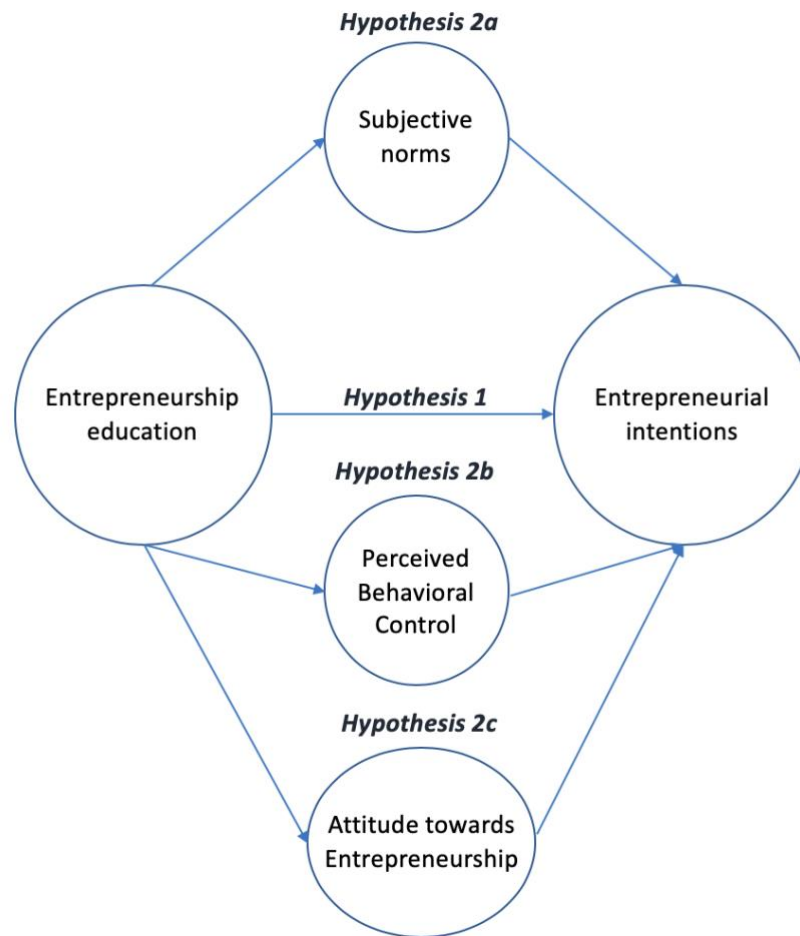 Hypothesis 2a
Subjective
norms
Entrepreneurship
education
Hypothesis 1
Entrepreneurial
intentions
Hypothesis 2b
Perceived
Behavioral
Control
Hypothesis 2c
Attitude towards
Entrepreneurship